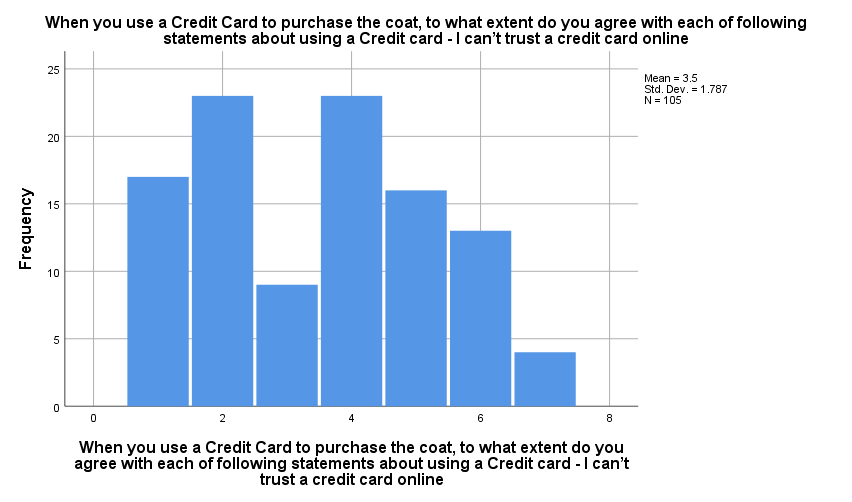 When you use a Credit Card to purchase the coat, to what extent do you agree with each of following
statements about using a Credit card - I can't trust a credit card online
Mean = 3.5
Std. Dev. = 1.787
N = 105
25
20
15
10
5
0
Frequency
0 2 4 6 8
When you use a Credit Card to purchase the coat, to what extent do you
agree with each of following statements about using a Credit card - I can't
trust a credit card online